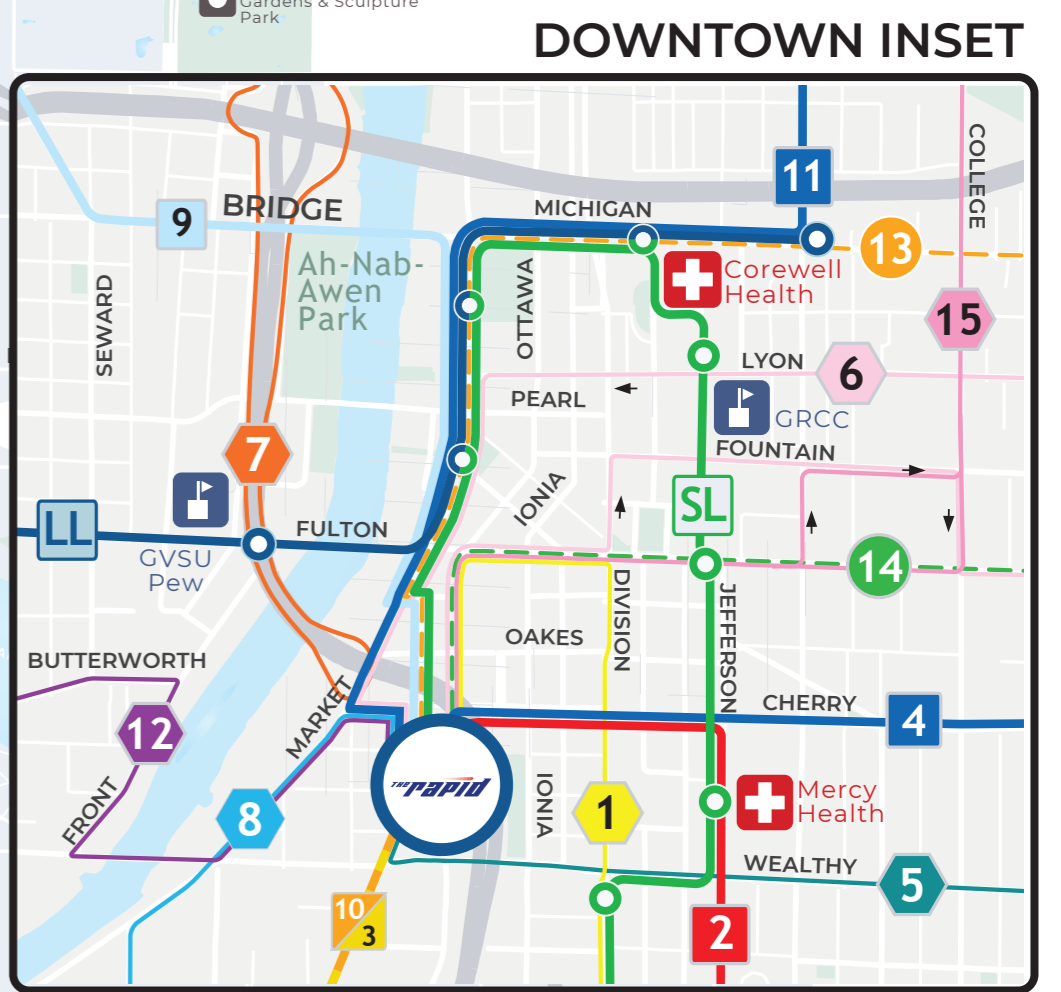 Gardens & Sculpture
Park
DOWNTOWN INSET
COLLEGE
11
9
BRIDGE
MICHIGAN
13
Ah-Nab-
Awen
Park
OTTAWA
Corewell
Health
SEWARD
15
LYON
6
PEARL
GRCC
FOUNTAIN
7
IONIA
SL
LL
FULTON
GVSU
Pew
14
DIVISION
JEFFERSON
OAKES
BUTTERWORTH
CHERRY
4
MARKET
12
THE rapid
IONIA
Mercy
Health
FRONT
8
1
WEALTHY
5
10
3
2